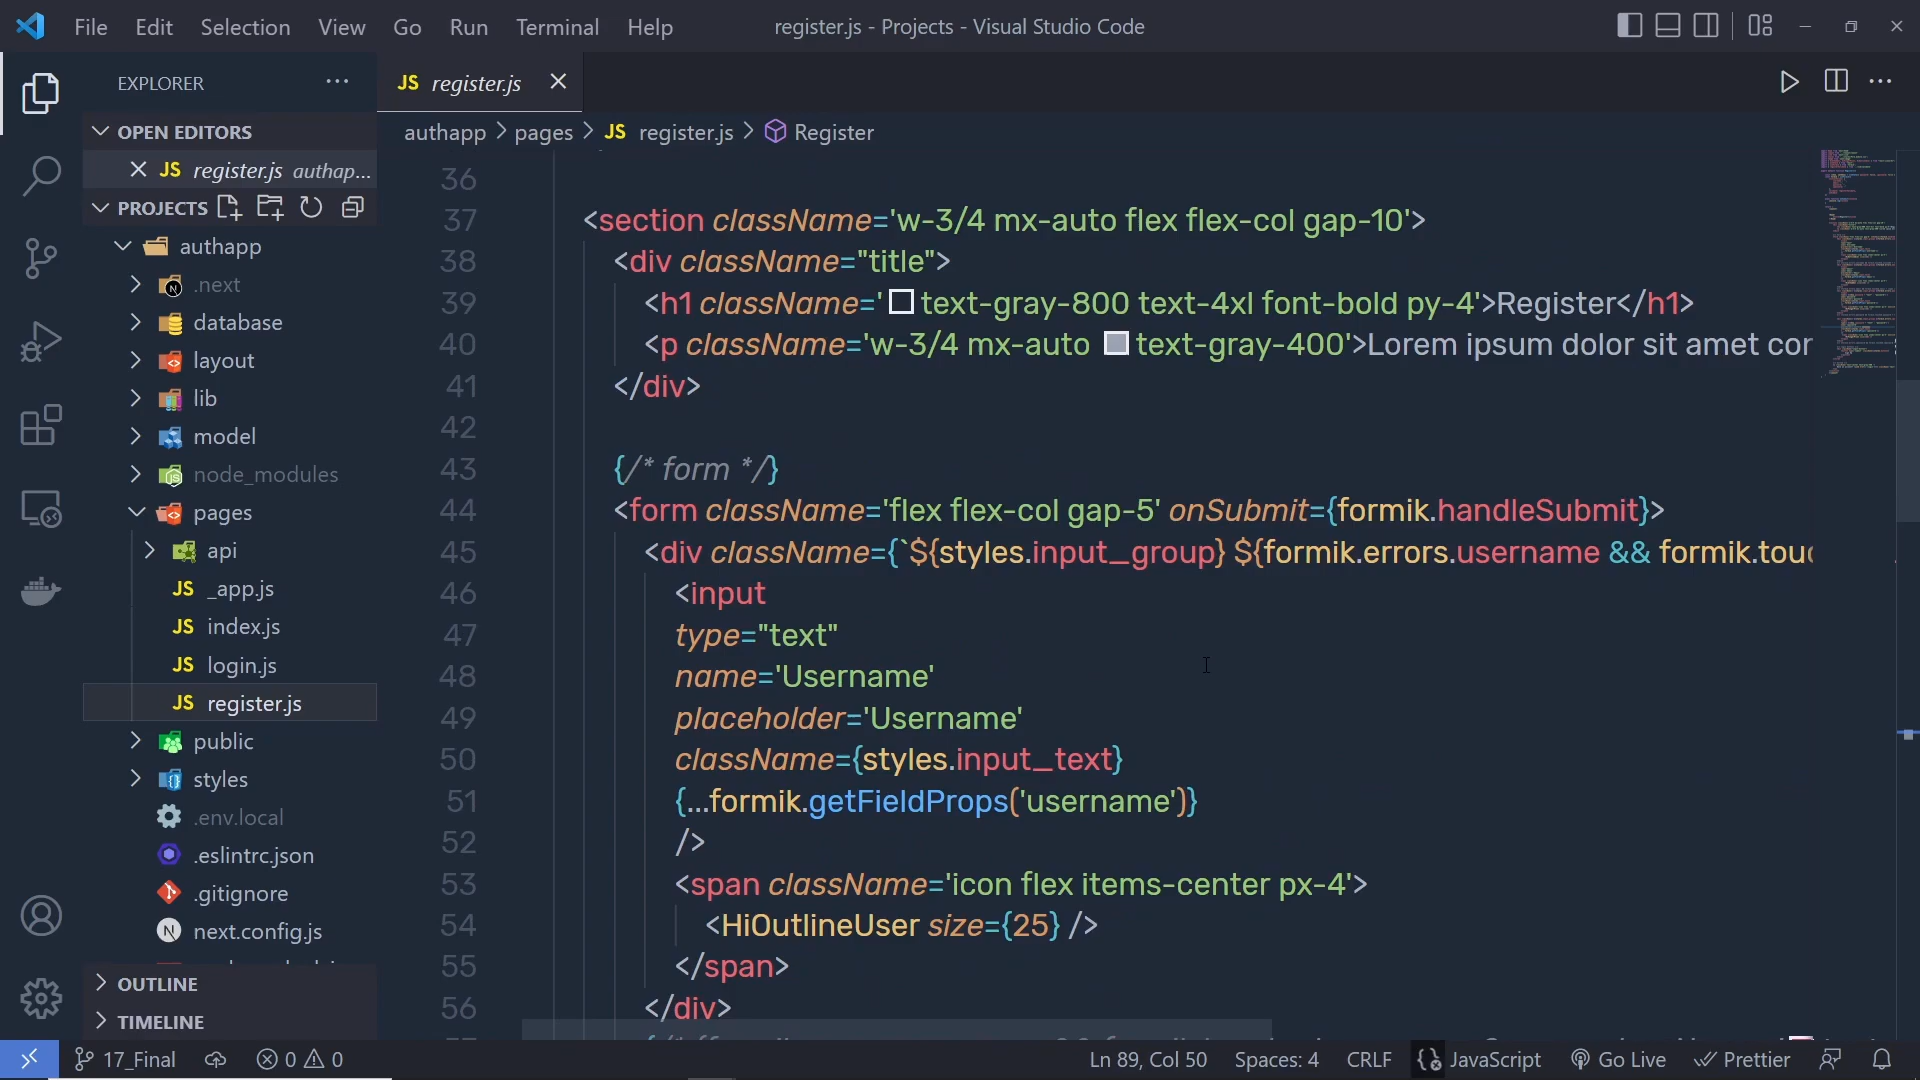 File Edit Selection View Go Run Terminal Help register.js - Projects - Visual Studio Code
EXPLORER
OPEN EDITORS
JS register.js authap...
PROJECTS
authapp
.next
database
layout
lib
model
node_modules
pages
api
JS _app.js
JS index.js
JS login.js
JS register.js
public
styles
.env.local
.eslintrc.json
.gitignore
next.config.js
OUTLINE
TIMELINE
JS register.js
authapp > pages > JS register.js > Register
36
37 <section className='w-3/4 mx-auto flex flex-col gap-10'>
38 <div className="title">
39 <h1 className='text-gray-800 text-4xl font-bold py-4'>Register</h1>
40 <p className='w-3/4 mx-auto text-gray-400'>Lorem ipsum dolor sit amet cor
41 </div>
42
43 {/* form */}
44 <form className='flex flex-col gap-5' onSubmit={formik.handleSubmit}>
45 <div className={`${styles.input_group} ${formik.errors.username && formik.touc
46 <input
47 type="text"
48 name='Username'
49 placeholder='Username'
50 className={styles.input_text}
51 {...formik.getFieldProps('username')}
52 />
53 <span className='icon flex items-center px-4'>
54 <HiOutlineUser size={25} />
55 </span>
56 </div>
17_Final 0 0 Ln 89, Col 50 Spaces: 4 CRLF JavaScript Go Live Prettier